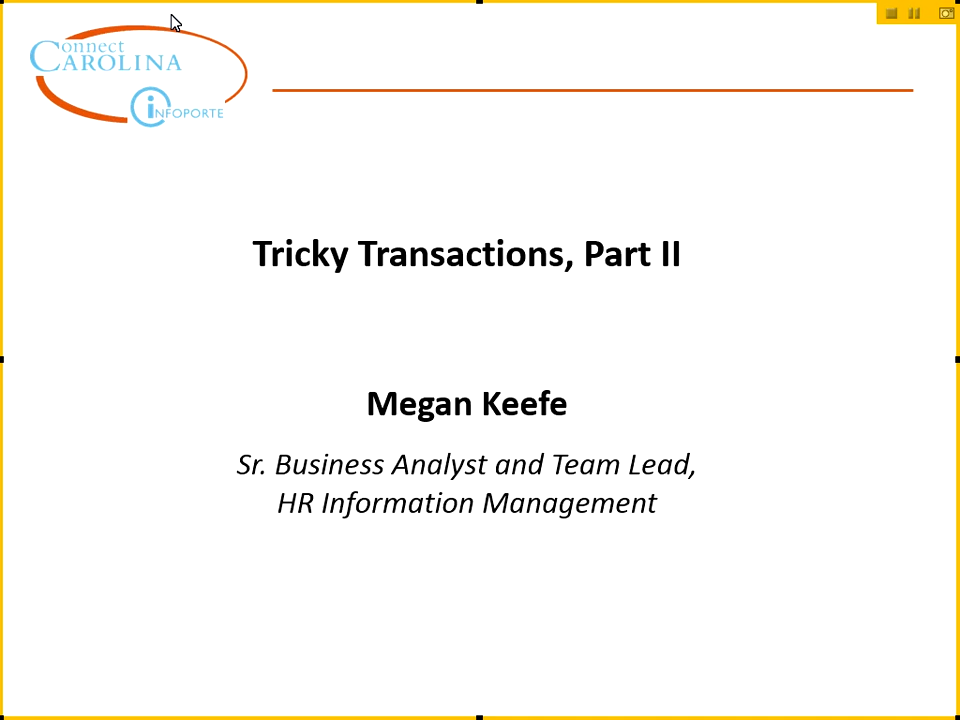 Connect
CAROLINA
INFOPORTE
Tricky Transactions, Part II
Megan Keefe
Sr. Business Analyst and Team Lead,
HR Information Management